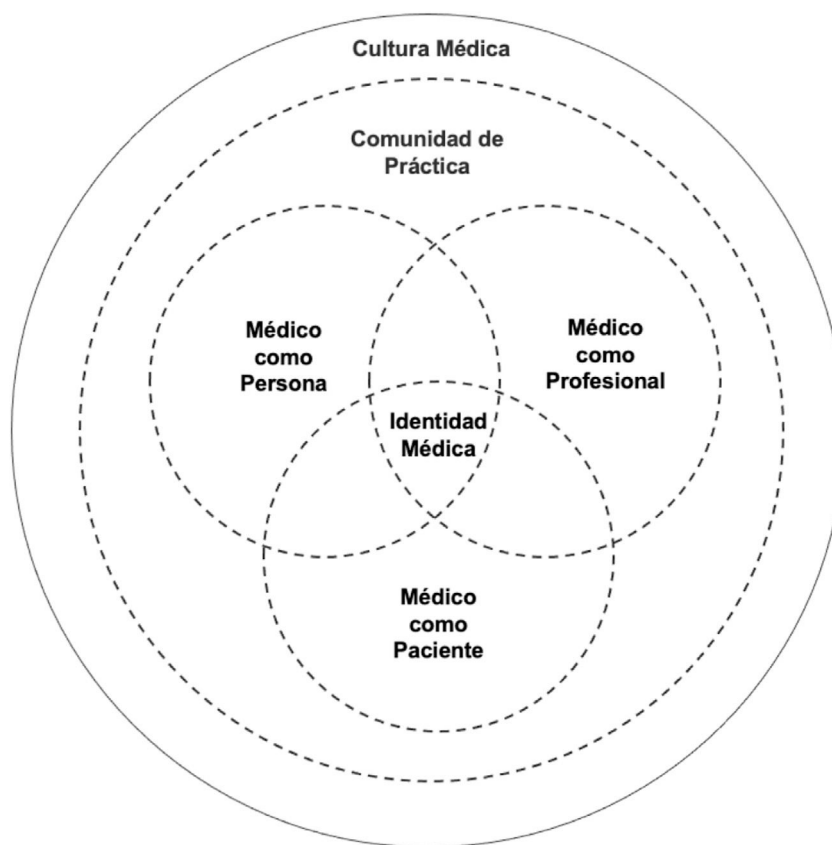 Cultura Médica
Comunidad de
Práctica
Médico
como
Persona
Médico
como
Profesional
Identidad
Médica
Médico
como
Paciente